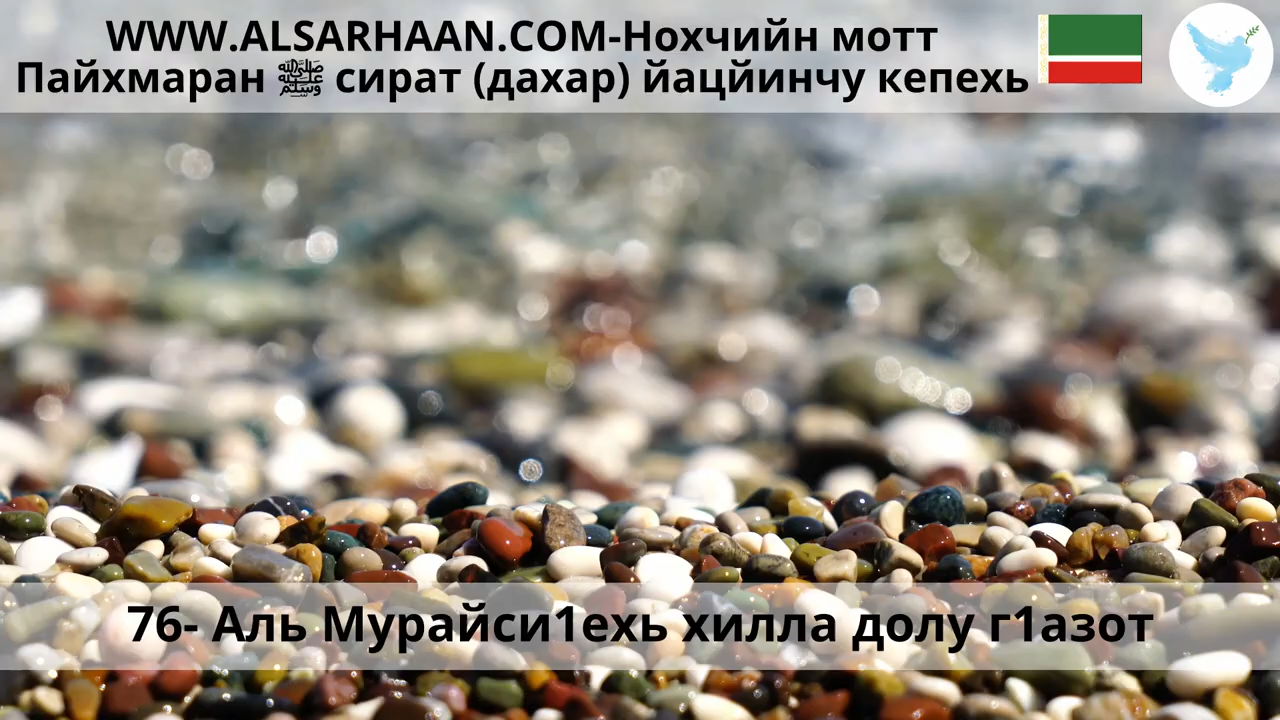 WWW.ALSARHAAN.COM-Нохчийн мотт
Пайхмаран ﷺ сират (дахар) йацйинчу кепехь
76- Аль Мурайси1ехь хилла долу г1азот